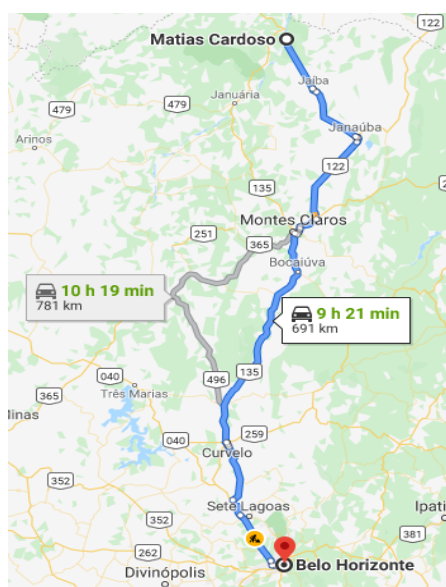 122
Matias Cardoso
479
Jaíba
Januária
479
Janaúba
Arinos
122
135
Montes Claros
251
365
Bocaiúva
10 h 19 min
781 km
9 h 21 min
691 km
040
496
135
365
Três Marias
inas
040
259
Curvelo
352
Sete Lagoas
Ipati
352
381
262
Belo Horizonte
Divinópolis